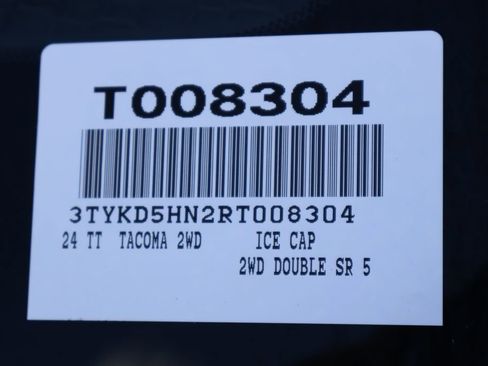 T008304
3TYKD5HN2RT008304
24 TT TACOMA 2WD ICE CAP
2WD DOUBLE SR 5